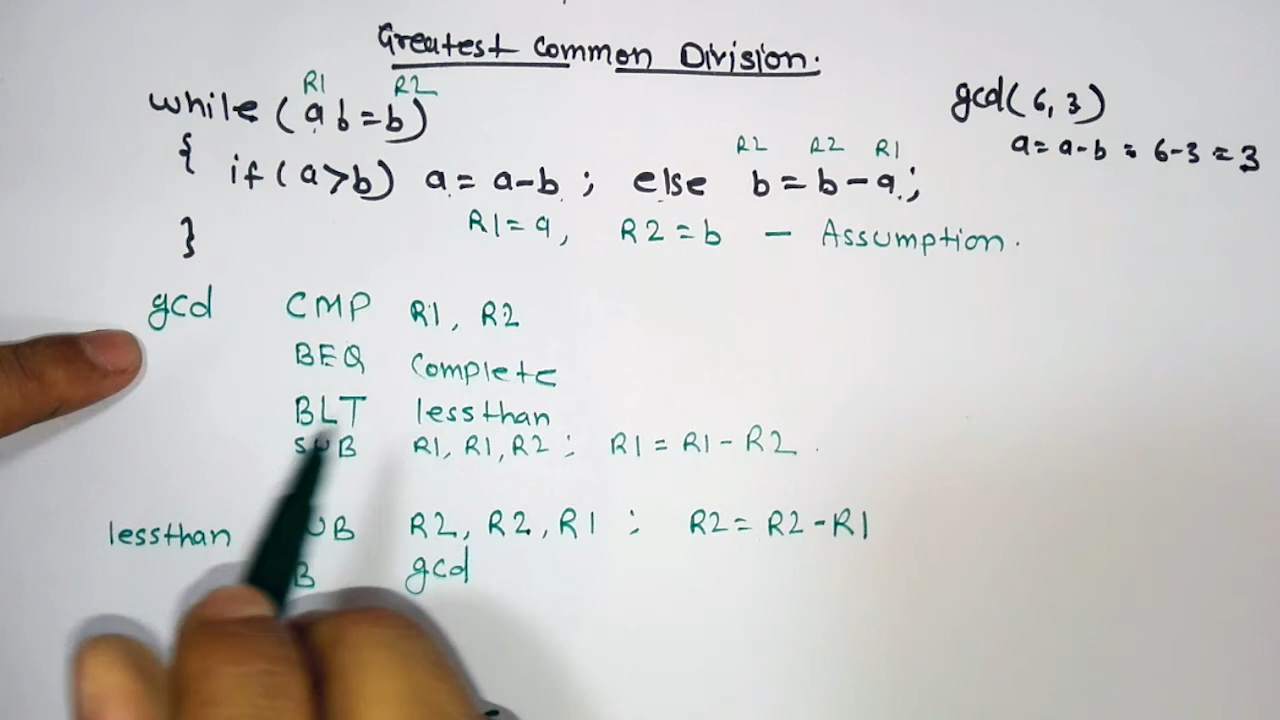 Greatest Common Division.
R1 R2
while (a b=b)
gcd(6,3)
a= a-b = 6-3 = 3
R2 R2 R1
{ if(a>b) a= a-b ; else b=b-a;
}
R1=a, R2=b - Assumption.
gcd CMP R1, R2
BEQ Complete
BLT lessthan
SUB R1, R1, R2 ; R1=R1-R2.
lessthan R2, R2, R1 ; R2=R2-R1
B gcd